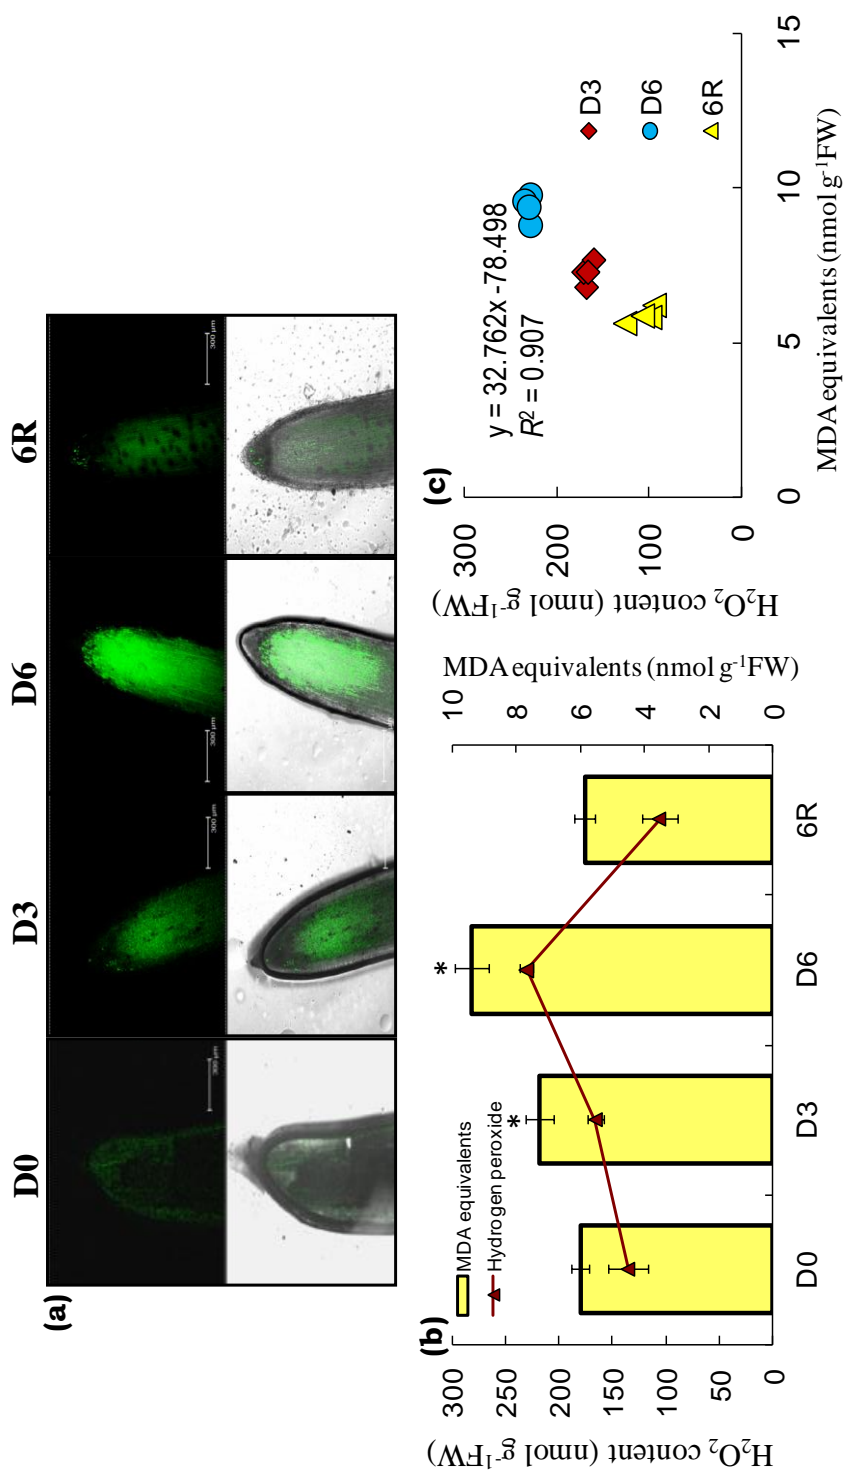 (a)
D0 D3 D6 6R
300 µm 300 µm 300 µm 300 µm
(b)
MDA equivalents
Hydrogen peroxide
H₂O₂ content (nmol g⁻¹FW)
300
250
200
150
100
50
0
* *
D0 D3 D6 6R
MDA equivalents (nmol g⁻¹FW)
10
8
6
4
2
0
(c)
H₂O₂ content (nmol g⁻¹FW)
300
200
100
0
y = 32.762x -78.498
R² = 0.907
D3
D6
6R
0 5 10 15
MDA equivalents (nmol g⁻¹FW)